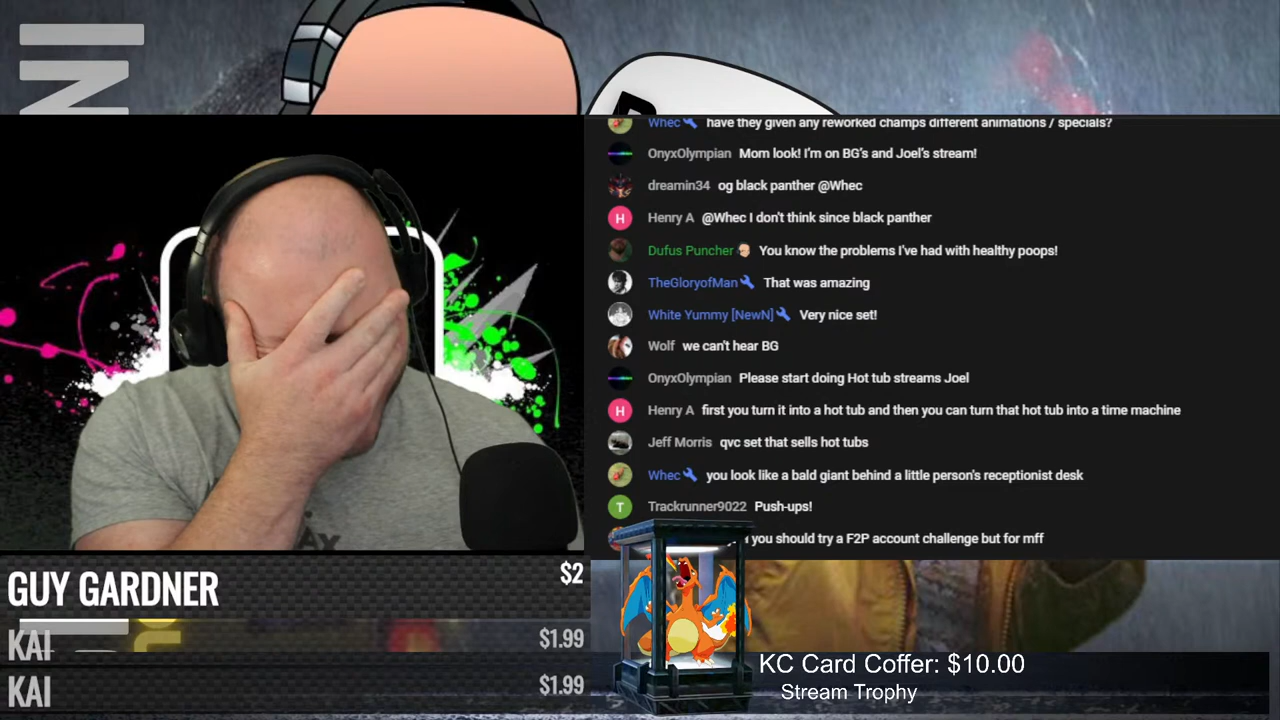 Whec have they given any reworked champs different animations / specials?
OnyxOlympian Mom look! I'm on BG's and Joel's stream!
dreamin34 og black panther @Whec
H Henry A @Whec I don't think since black panther
Dufus Puncher You know the problems I've had with healthy poops!
TheGloryofMan That was amazing
White Yummy [NewN] Very nice set!
Wolf we can't hear BG
OnyxOlympian Please start doing Hot tub streams Joel
H Henry A first you turn it into a hot tub and then you can turn that hot tub into a time machine
Jeff Morris qvc set that sells hot tubs
Whec you look like a bald giant behind a little person's receptionist desk
T Trackrunner9022 Push-ups!
you should try a F2P account challenge but for mff
GUY GARDNER $2
KAI $1.99
KAI $1.99
KC Card Coffer: $10.00
Stream Trophy